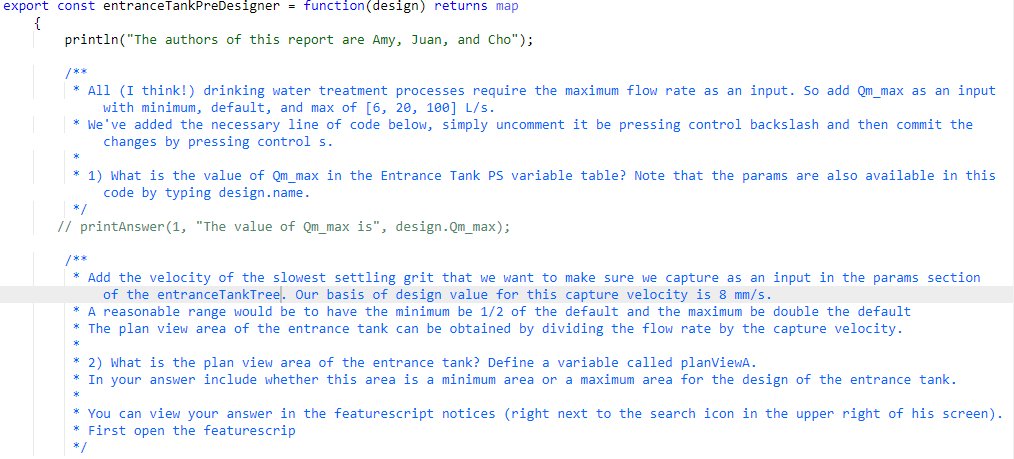 export const entranceTankPreDesigner = function(design) returns map
{
println("The authors of this report are Amy, Juan, and Cho");
/**
* All (I think!) drinking water treatment processes require the maximum flow rate as an input. So add Qm_max as an input
with minimum, default, and max of [6, 20, 100] L/s.
* We've added the necessary line of code below, simply uncomment it be pressing control backslash and then commit the
changes by pressing control s.
*
* 1) What is the value of Qm_max in the Entrance Tank PS variable table? Note that the params are also available in this
code by typing design.name.
*/
// printAnswer(1, "The value of Qm_max is", design.Qm_max);
/**
* Add the velocity of the slowest settling grit that we want to make sure we capture as an input in the params section
of the entranceTankTree. Our basis of design value for this capture velocity is 8 mm/s.
* A reasonable range would be to have the minimum be 1/2 of the default and the maximum be double the default
* The plan view area of the entrance tank can be obtained by dividing the flow rate by the capture velocity.
*
* 2) What is the plan view area of the entrance tank? Define a variable called planViewA.
* In your answer include whether this area is a minimum area or a maximum area for the design of the entrance tank.
*
* You can view your answer in the featurescript notices (right next to the search icon in the upper right of his screen).
* First open the featurescrip
*/